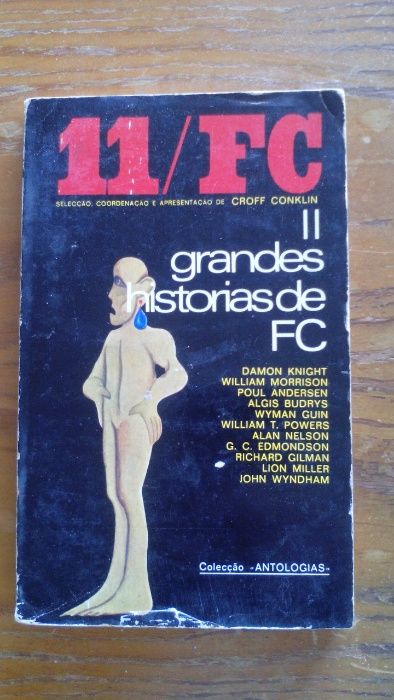 11/FC
SELECÇÃO, COORDENAÇÃO E APRESENTAÇÃO DE CROFF CONKLIN
11
grandes
historias de
FC
DAMON KNIGHT
WILLIAM MORRISON
POUL ANDERSEN
ALGIS BUDRYS
WYMAN GUIN
WILLIAM T. POWERS
ALAN NELSON
G. C. EDMONDSON
RICHARD GILMAN
LION MILLER
JOHN WYNDHAM
Colecção «ANTOLOGIAS»